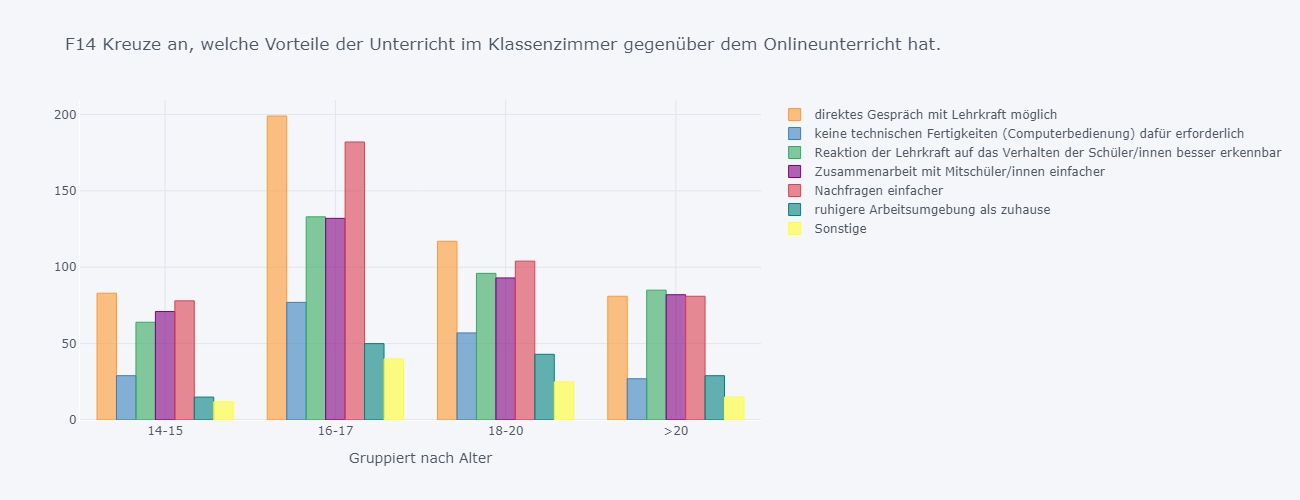 F14 Kreuze an, welche Vorteile der Unterricht im Klassenzimmer gegenüber dem Onlineunterricht hat.
200
150
100
50
0
14-15
16-17
18-20
>20
Gruppiert nach Alter
direktes Gespräch mit Lehrkraft möglich
keine technischen Fertigkeiten (Computerbedienung) dafür erforderlich
Reaktion der Lehrkraft auf das Verhalten der Schüler/innen besser erkennbar
Zusammenarbeit mit Mitschüler/innen einfacher
Nachfragen einfacher
ruhigere Arbeitsumgebung als zuhause
Sonstige